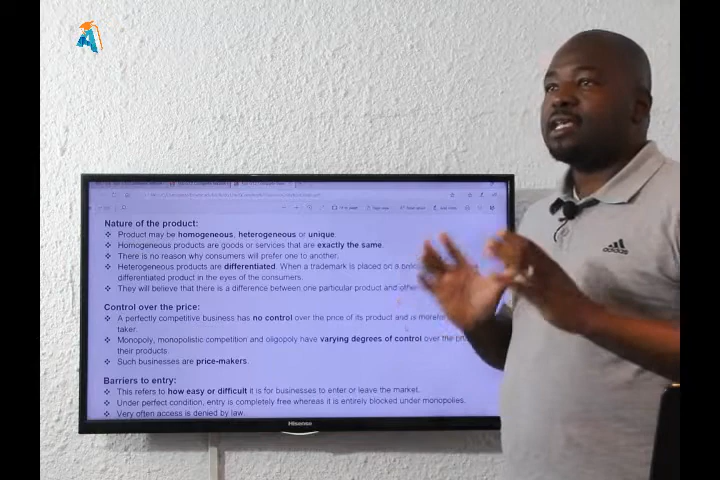 Nature of the product:
❖ Product may be homogeneous, heterogeneous or unique
❖ Homogeneous products are goods or services that are exactly the same.
❖ There is no reason why consumers will prefer one to another.
❖ Heterogeneous products are differentiated. When a trademark is placed on a
differentiated product in the eyes of the consumers.
❖ They will believe that there is a difference between one particular product and
Control over the price:
❖ A perfectly competitive business has no control over the price of its product and is
taker.
❖ Monopoly, monopolistic competition and oligopoly have varying degrees of control over the
their products.
❖ Such businesses are price-makers.
Barriers to entry:
❖ This refers to how easy or difficult it is for businesses to enter or leave the market.
❖ Under perfect condition, entry is completely free whereas it is entirely blocked under monopolies.
❖ Very often access is denied by law.
Hisense
adidas